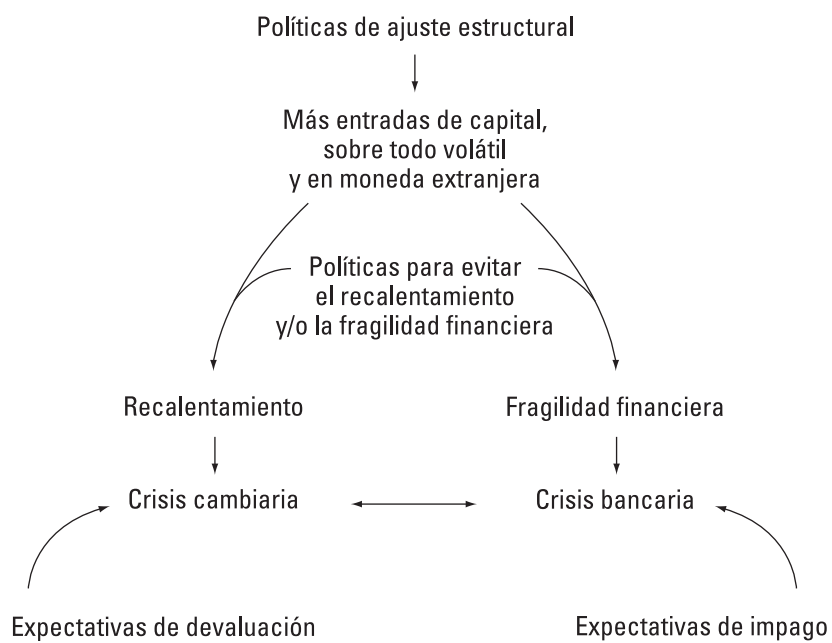 Políticas de ajuste estructural
Más entradas de capital,
sobre todo volátil
y en moneda extranjera
Políticas para evitar
el recalentamiento
y/o la fragilidad financiera
Recalentamiento
Fragilidad financiera
Crisis cambiaria
Crisis bancaria
Expectativas de devaluación
Expectativas de impago